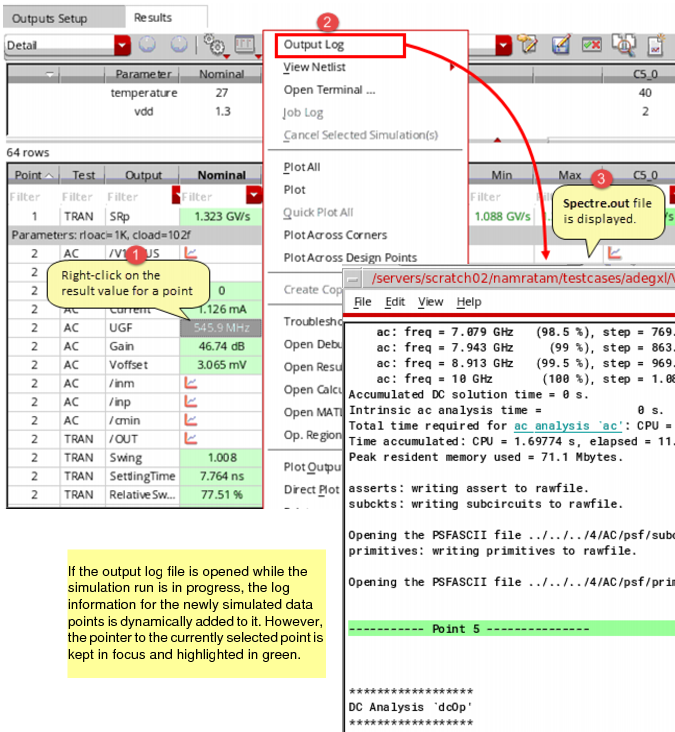 Outputs Setup
Results
Detail
2
Output Log
View Netlist
Open Terminal ...
Job Log
Cancel Selected Simulation(s)
Plot All
Plot
Quick Plot All
Plot Across Corners
Plot Across Design Points
Create Cop
Troublesho
Open Debu
Open Resu
Open Calcu
Open MATL
Op. Region
Plot Outpu
Direct Plot
Parameter Nominal C5_0
temperature 27 40
vdd 1.3 2
64 rows
Point Test Output Nominal Min Max C5_0
Filter Filter Filter Filter Filter Filter Filter
1 TRAN SRp 1.323 GV/s 1.088 GV/s 1.
Parameters: rloac=1K, cload=102f
2 AC /V1 US
2
1
Right-click on the
result value for a point
0
2 AC Current 1.126 mA
2 AC UGF 545.9 MHz
2 AC Gain 46.74 dB
2 AC Voffset 3.065 mV
2 AC /inm
2 AC /inp
2 AC /cmin
2 TRAN /OUT
2 TRAN Swing 1.008
2 TRAN SettlingTime 7.764 ns
2 TRAN RelativeSw... 77.51 %
3
Spectre.out file
is displayed.
/servers/scratch02/namratam/testcases/adegxl/V
File Edit View Help
ac: freq = 7.079 GHz (98.5 %), step = 769.
ac: freq = 7.943 GHz (99 %), step = 863.
ac: freq = 8.913 GHz (99.5 %), step = 969.
ac: freq = 10 GHz (100 %), step = 1.08
Accumulated DC solution time = 0 s.
Intrinsic ac analysis time = 0 s.
Total time required for ac analysis `ac': CPU =
Time accumulated: CPU = 1.69774 s, elapsed = 11.
Peak resident memory used = 71.1 Mbytes.
asserts: writing assert to rawfile.
subckts: writing subcircuits to rawfile.
Opening the PSFASCII file ../../../4/AC/psf/subc
primitives: writing primitives to rawfile.
Opening the PSFASCII file ../../../4/AC/psf/prim
----------- Point 5 ---------------
******************
DC Analysis `dcOp'
******************
If the output log file is opened while the
simulation run is in progress, the log
information for the newly simulated data
points is dynamically added to it. However,
the pointer to the currently selected point is
kept in focus and highlighted in green.